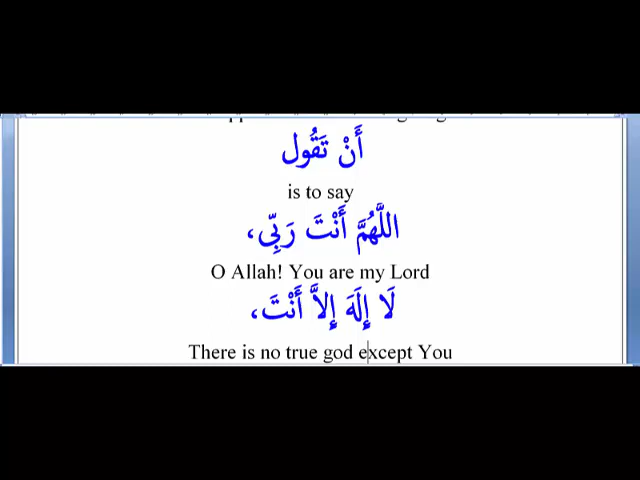 أَنْ تَقُول
is to say
اللَّهُمَّ أَنْتَ رَبِّى،
O Allah! You are my Lord
لَا إِلَهَ إِلاَّ أَنْتَ،
There is no true god except You